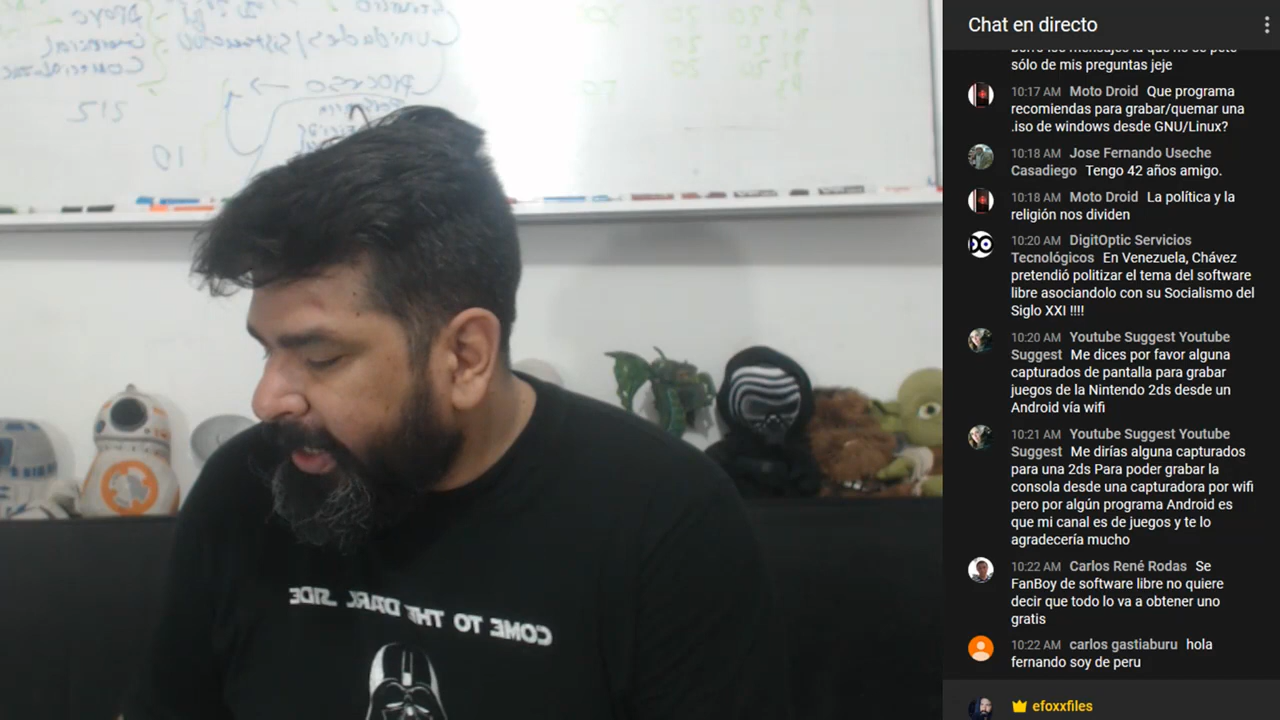 Chat en directo
sólo de mis preguntas jeje
10:17 AM Moto Droid Que programa
recomiendas para grabar/quemar una
.iso de windows desde GNU/Linux?
10:18 AM Jose Fernando Useche
Casadiego Tengo 42 años amigo.
10:18 AM Moto Droid La política y la
religión nos dividen
10:20 AM DigitOptic Servicios
Tecnológicos En Venezuela, Chávez
pretendió politizar el tema del software
libre asociandolo con su Socialismo del
Siglo XXI !!!!
10:20 AM Youtube Suggest Youtube
Suggest Me dices por favor alguna
capturados de pantalla para grabar
juegos de la Nintendo 2ds desde un
Android vía wifi
10:21 AM Youtube Suggest Youtube
Suggest Me dirías alguna capturados
para una 2ds Para poder grabar la
consola desde una capturadora por wifi
pero por algún programa Android es
que mi canal es de juegos y te lo
agradecería mucho
10:22 AM Carlos René Rodas Se
FanBoy de software libre no quiere
decir que todo lo va a obtener uno
gratis
10:22 AM carlos gastiaburu hola
fernando soy de peru
efoxxfiles
COME TO THE DARK SIDE